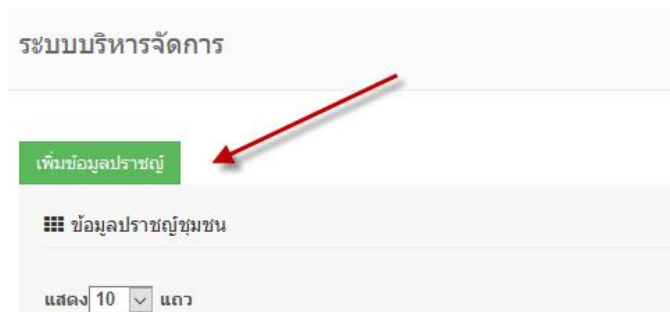 ระบบบริหารจัดการ
เพิ่มข้อมูลปราชญ์
ข้อมูลปราชญ์ชุมชน
แสดง 10 แถว